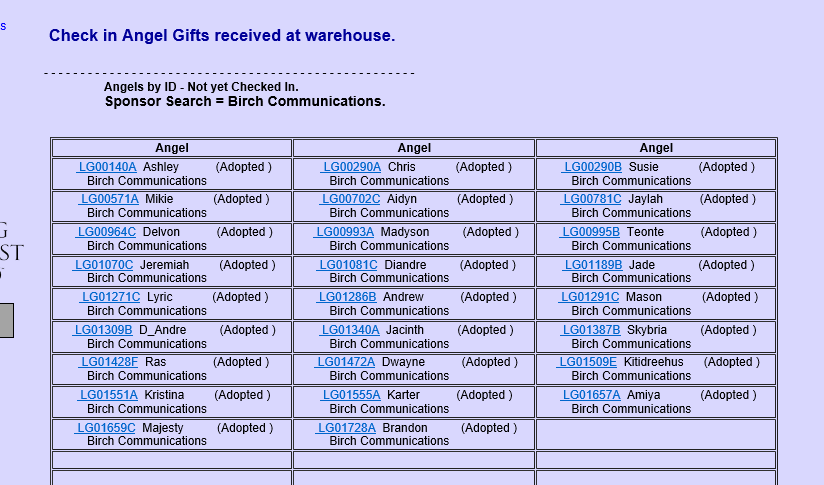 s
Check in Angel Gifts received at warehouse.
- - - - - - - - - - - - - - - - - - - - - - - - - - - - - - - - - - - - - - - - - - - - - - - - - - -
Angels by ID - Not yet Checked In.
Sponsor Search = Birch Communications.
G
ST
Angel Angel Angel
LG00140A Ashley (Adopted ) LG00290A Chris (Adopted ) LG00290B Susie (Adopted )
Birch Communications Birch Communications Birch Communications
LG00571A Mikie (Adopted ) LG00702C Aidyn (Adopted ) LG00781C Jaylah (Adopted )
Birch Communications Birch Communications Birch Communications
LG00964C Delvon (Adopted ) LG00993A Madyson (Adopted ) LG00995B Teonte (Adopted )
Birch Communications Birch Communications Birch Communications
LG01070C Jeremiah (Adopted ) LG01081C Diandre (Adopted ) LG01189B Jade (Adopted )
Birch Communications Birch Communications Birch Communications
LG01271C Lyric (Adopted ) LG01286B Andrew (Adopted ) LG01291C Mason (Adopted )
Birch Communications Birch Communications Birch Communications
LG01309B D_Andre (Adopted ) LG01340A Jacinth (Adopted ) LG01387B Skybria (Adopted )
Birch Communications Birch Communications Birch Communications
LG01428F Ras (Adopted ) LG01472A Dwayne (Adopted ) LG01509E Kitidreehus (Adopted )
Birch Communications Birch Communications Birch Communications
LG01551A Kristina (Adopted ) LG01555A Karter (Adopted ) LG01657A Amiya (Adopted )
Birch Communications Birch Communications Birch Communications
LG01659C Majesty (Adopted ) LG01728A Brandon (Adopted )
Birch Communications Birch Communications